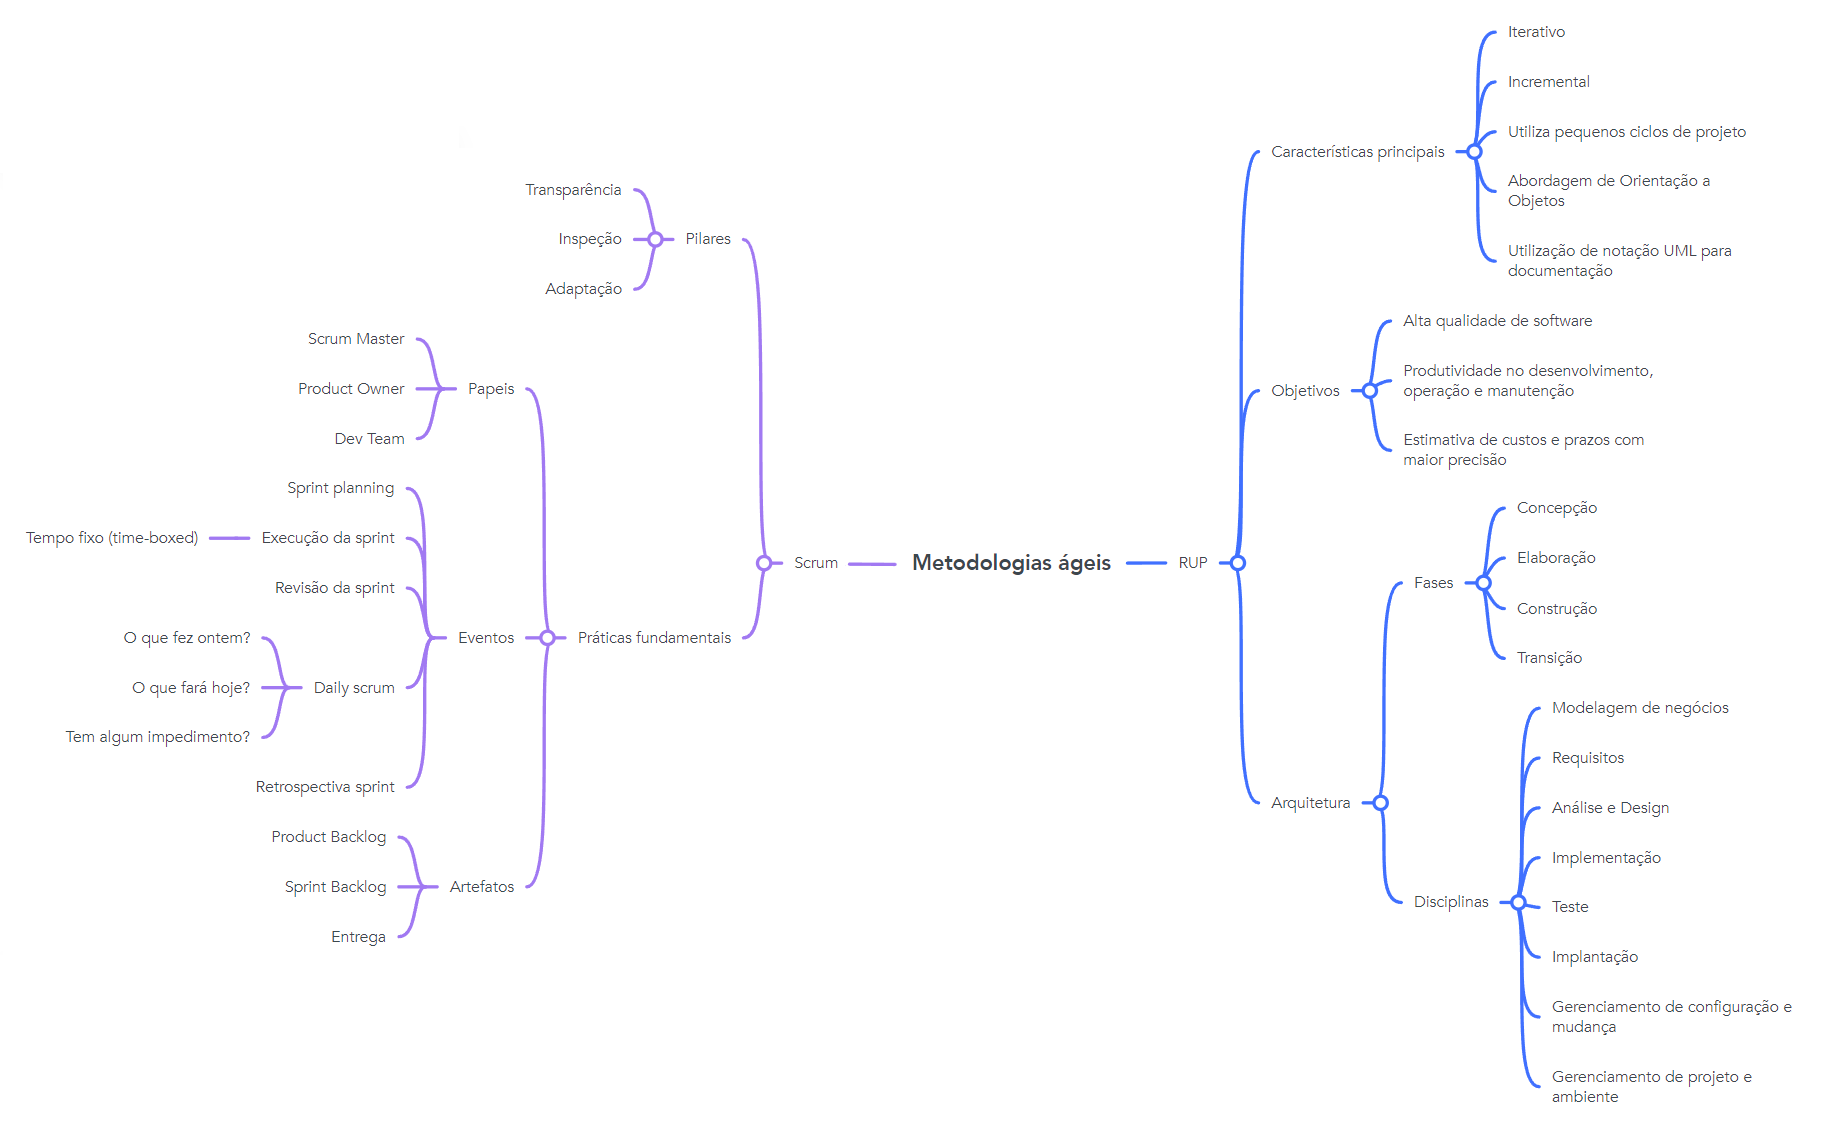 Metodologias ágeis
Scrum
Pilares
Transparência
Inspeção
Adaptação
Práticas fundamentais
Papeis
Scrum Master
Product Owner
Dev Team
Eventos
Sprint planning
Execução da sprint
Tempo fixo (time-boxed)
Revisão da sprint
Daily scrum
O que fez ontem?
O que fará hoje?
Tem algum impedimento?
Retrospectiva sprint
Artefatos
Product Backlog
Sprint Backlog
Entrega
RUP
Características principais
Iterativo
Incremental
Utiliza pequenos ciclos de projeto
Abordagem de Orientação a
Objetos
Utilização de notação UML para
documentação
Objetivos
Alta qualidade de software
Produtividade no desenvolvimento,
operação e manutenção
Estimativa de custos e prazos com
maior precisão
Arquitetura
Fases
Concepção
Elaboração
Construção
Transição
Disciplinas
Modelagem de negócios
Requisitos
Análise e Design
Implementação
Teste
Implantação
Gerenciamento de configuração e
mudança
Gerenciamento de projeto e
ambiente